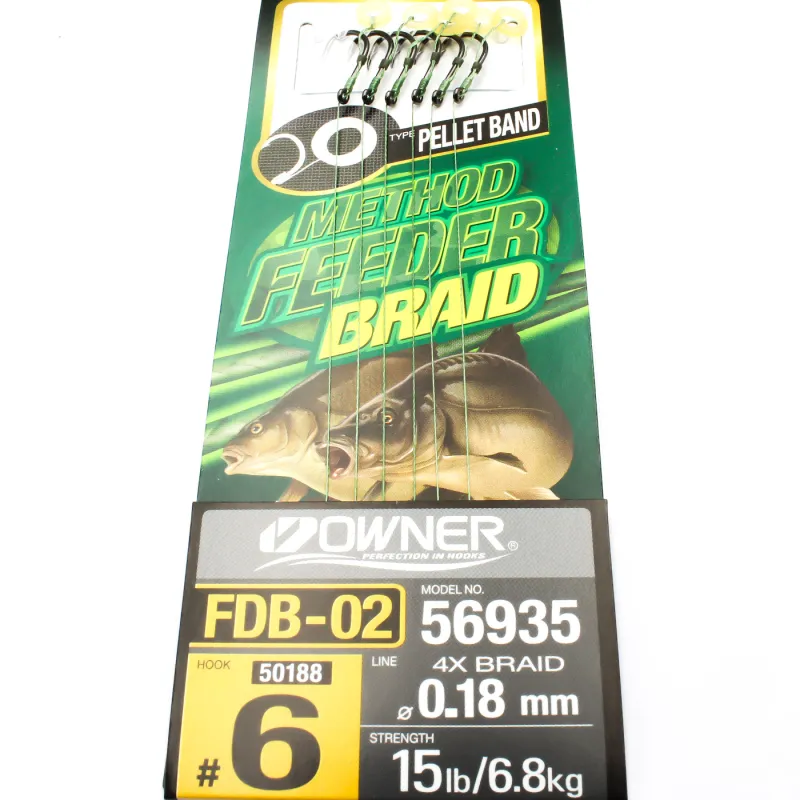 TYPE PELLET BAND
METHOD
FEEDER
BRAID
OWNER®
PERFECTION IN HOOKS
FDB-02
MODEL NO.
56935
HOOK 50188
#6
LINE 4X BRAID
⌀ 0.18 mm
STRENGTH
15lb/6.8kg